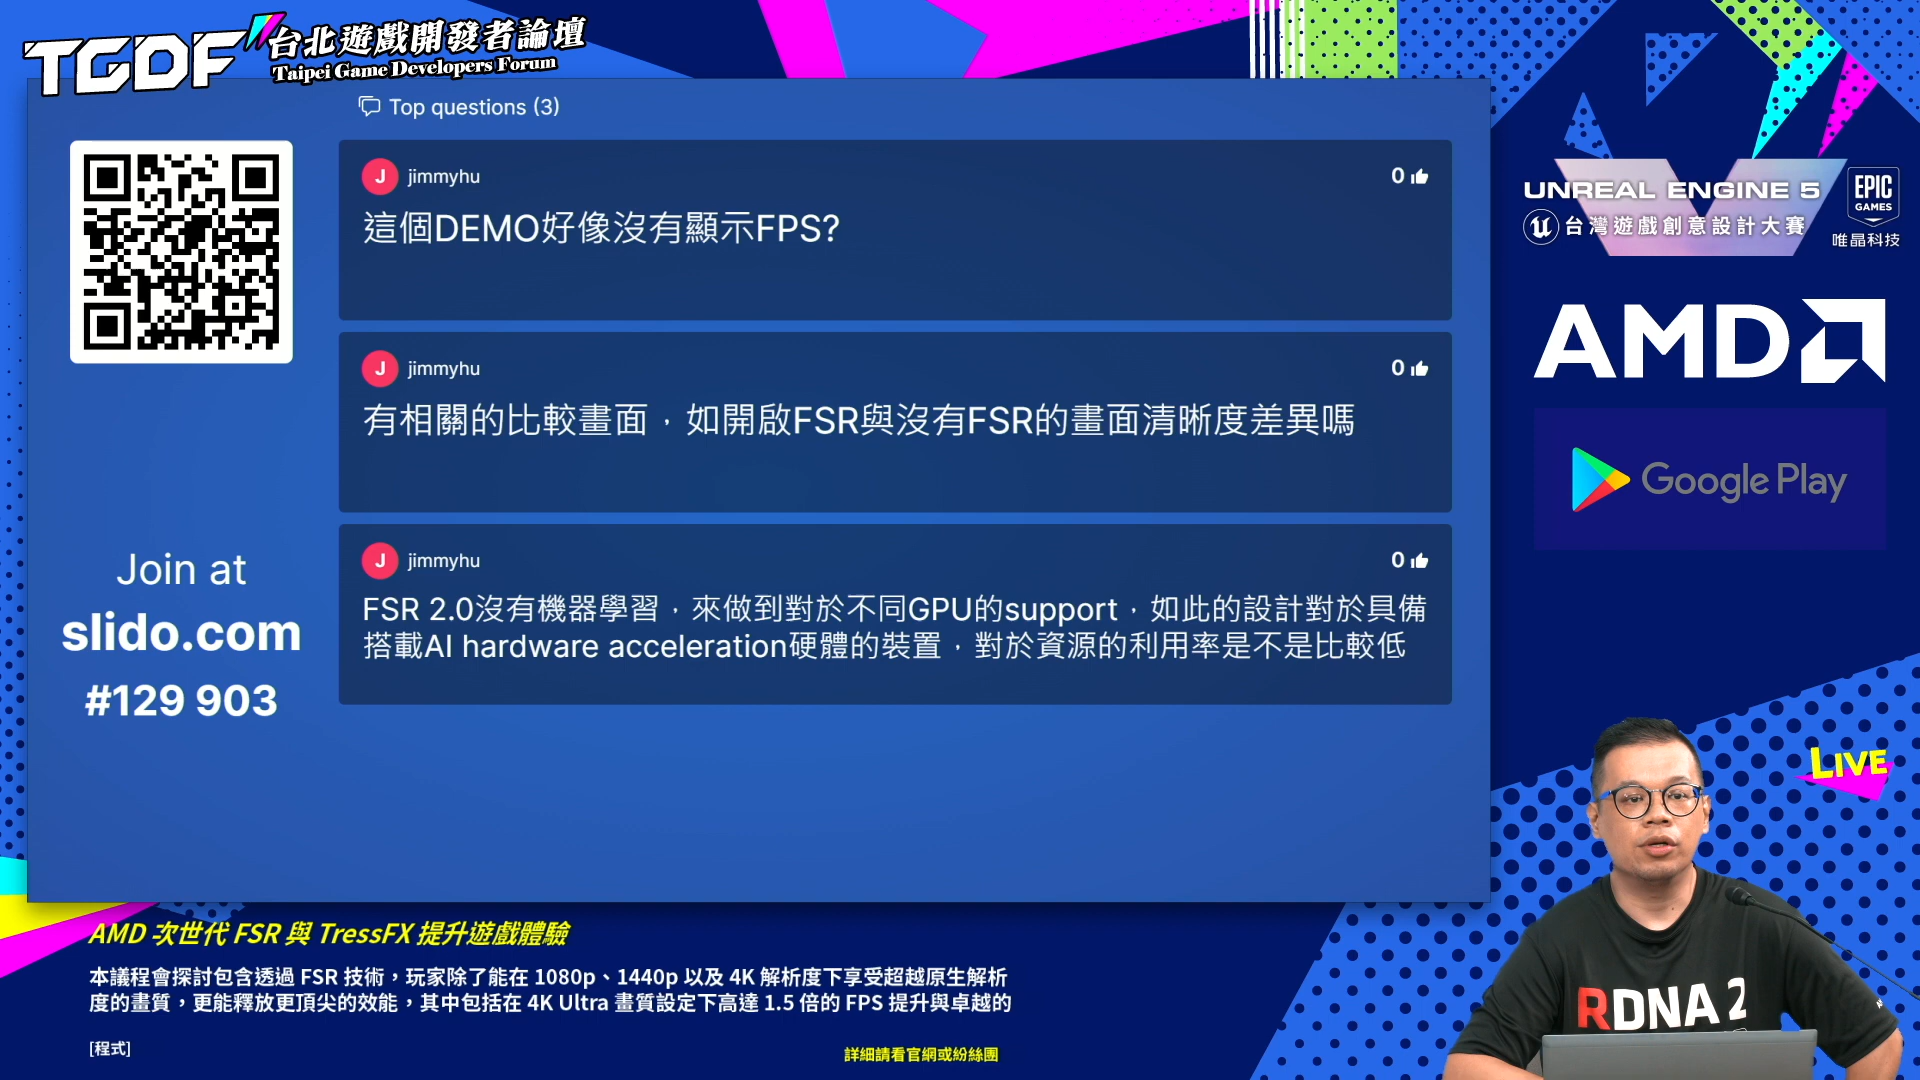 TGDF 台北遊戲開發者論壇
Taipei Game Developers Forum
Top questions (3)
J jimmyhu 0
這個DEMO好像沒有顯示FPS?
J jimmyhu 0
有相關的比較畫面，如開啟FSR與沒有FSR的畫面清晰度差異嗎
J jimmyhu 0
FSR 2.0沒有機器學習，來做到對於不同GPU的support，如此的設計對於具備
搭載AI hardware acceleration硬體的裝置，對於資源的利用率是不是比較低
Join at
slido.com
#129 903
UNREAL ENGINE 5
台灣遊戲創意設計大賽
EPIC
GAMES
唯晶科技
AMD
Google Play
LIVE
RDNA 2
AMD 次世代 FSR 與 TressFX 提升遊戲體驗
本議程會探討包含透過 FSR 技術，玩家除了能在 1080p、1440p 以及 4K 解析度下享受超越原生解析
度的畫質，更能釋放更頂尖的效能，其中包括在 4K Ultra 畫質設定下高達 1.5 倍的 FPS 提升與卓越的
[程式]
詳細請看官網或紛絲團